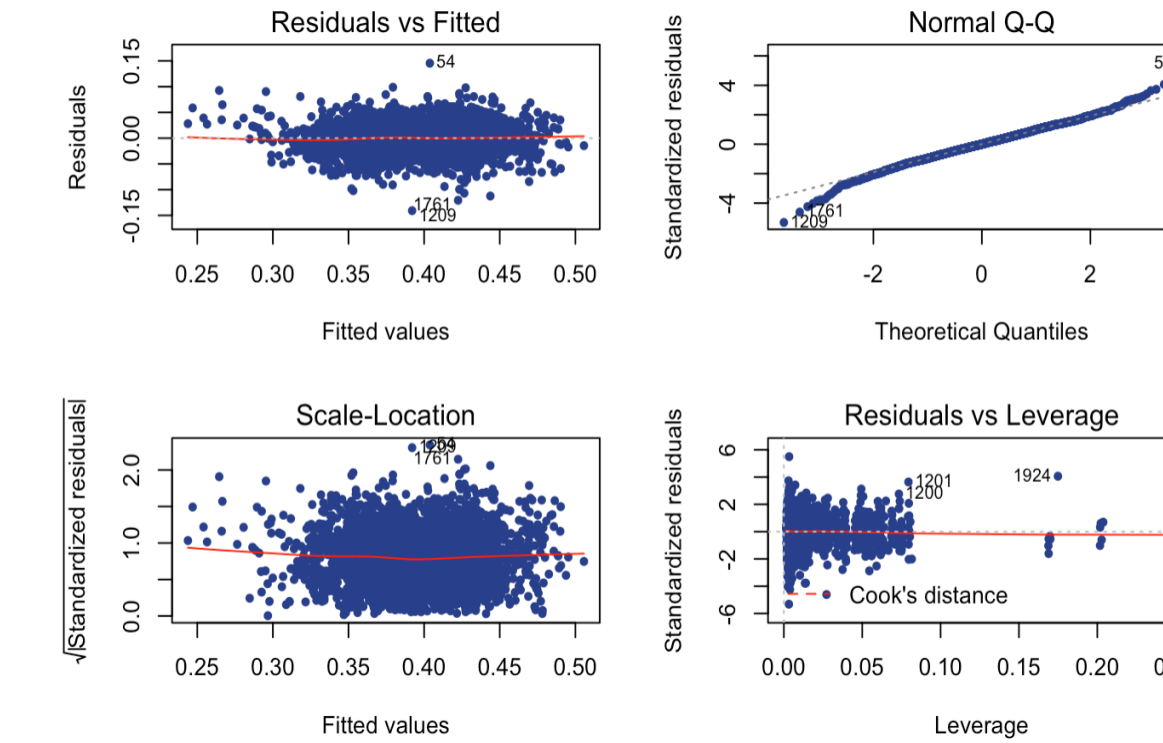 Residuals vs Fitted
Residuals
0.15
0.00
-0.15
54
1761
1209
0.25 0.30 0.35 0.40 0.45 0.50
Fitted values
Normal Q-Q
Standardized residuals
4
0
-4
5
1761
1209
-2 0 2
Theoretical Quantiles
Scale-Location
√|Standardized residuals|
2.0
1.0
0.0
1209
54
1761
0.25 0.30 0.35 0.40 0.45 0.50
Fitted values
Residuals vs Leverage
Standardized residuals
6
2
-2
-6
1201
1200
1924
Cook's distance
0.00 0.05 0.10 0.15 0.20 0
Leverage